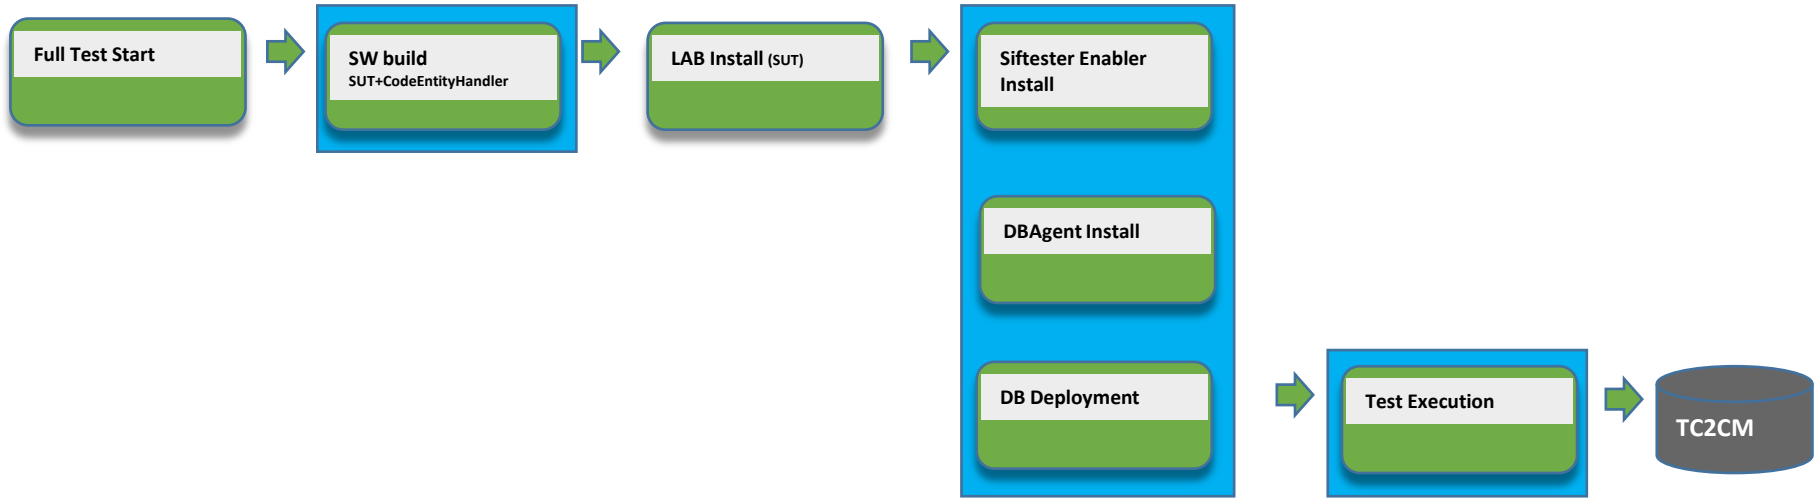 Full Test Start
SW build
SUT+CodeEntityHandler
LAB Install (SUT)
Siftester Enabler
Install
DBAgent Install
DB Deployment
Test Execution
TC2CM